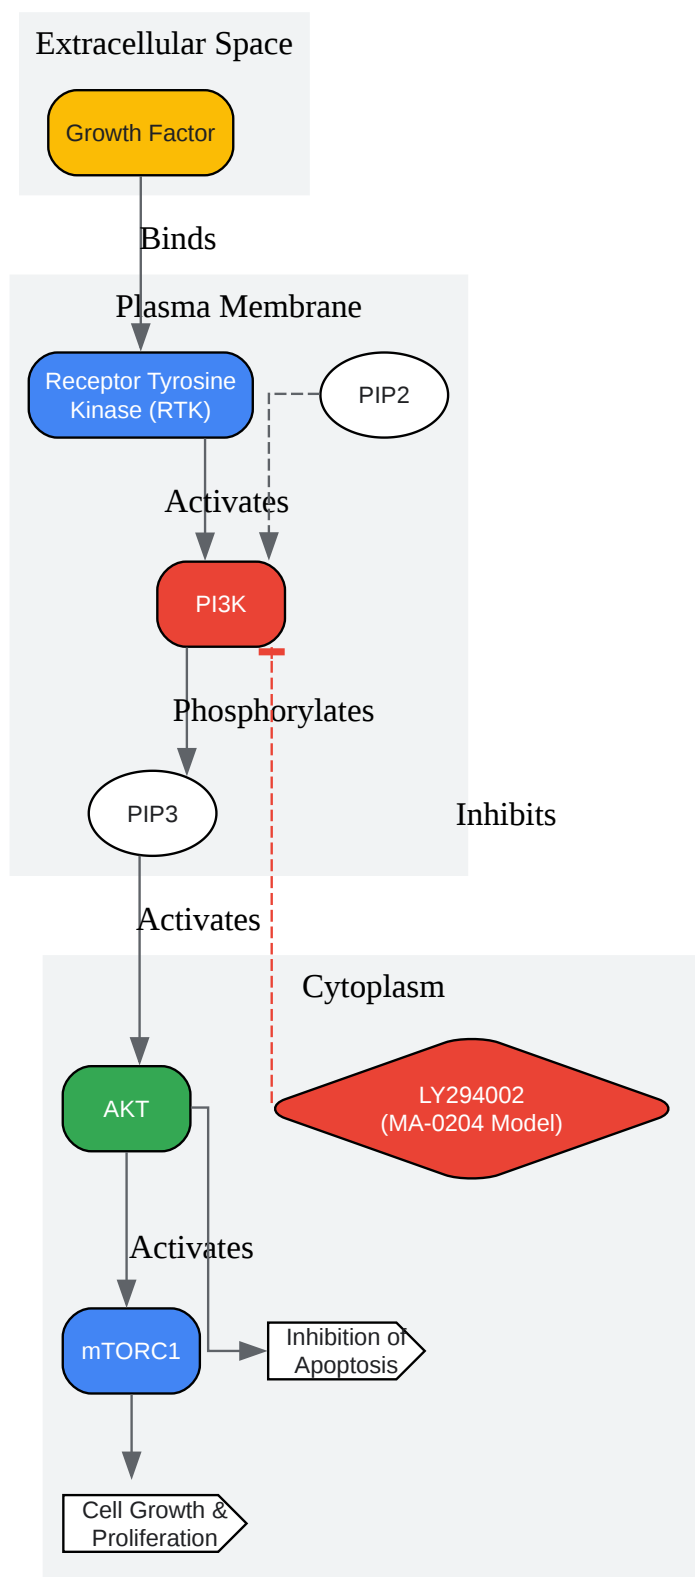 Extracellular Space
Growth Factor
Binds
Plasma Membrane
Receptor Tyrosine
Kinase (RTK)
PIP2
Activates
PI3K
Phosphorylates
PIP3
Inhibits
Activates
Cytoplasm
AKT
LY294002
(MA-0204 Model)
Activates
mTORC1
Inhibition of
Apoptosis
Cell Growth &
Proliferation